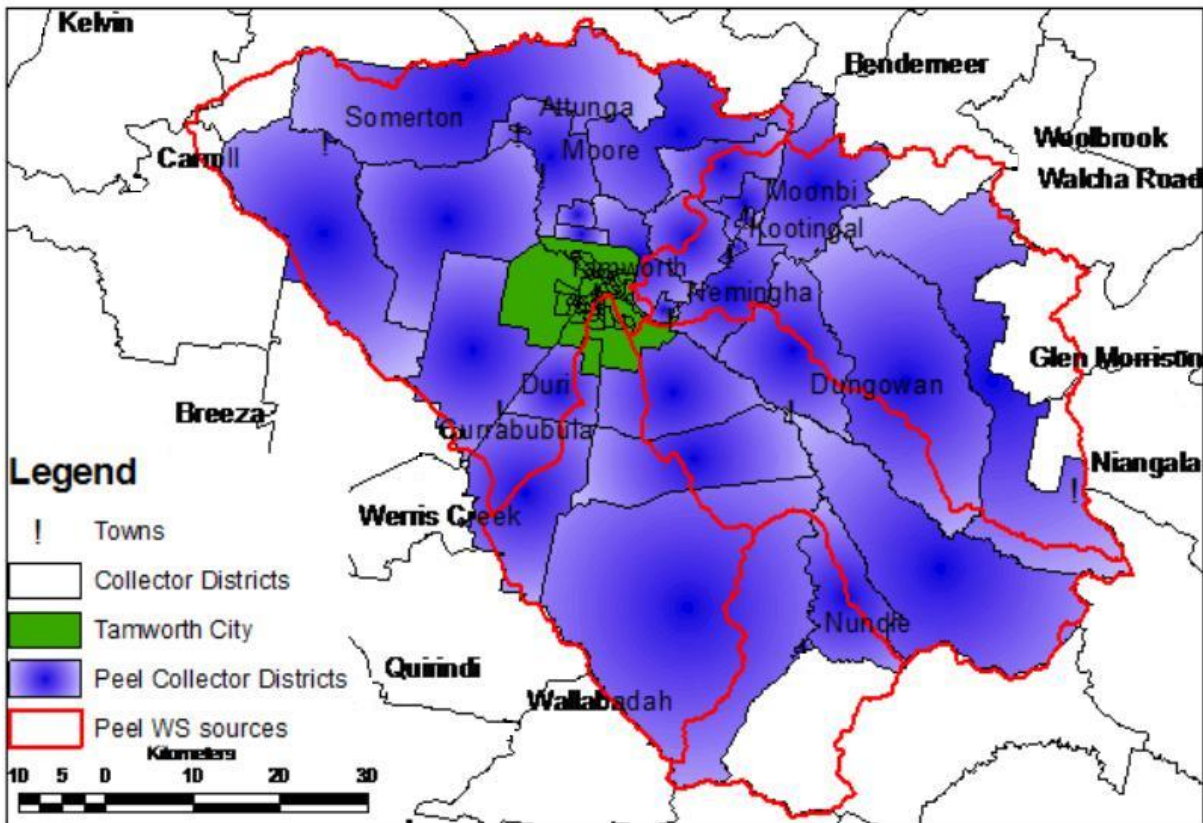 Kelvin
Bendemeer
Attunga
Somerton
Woolbrook
Moore
Carroll
Walcha Road
Moonbi
Kootingal
Tamworth
Nemingha
Glen Morrison
Duri
Dungowan
Breeza
Currabubula
Niangala
Legend
Werris Creek
! Towns
Collector Districts
Tamworth City
Nundle
Peel Collector Districts
Quirindi
Wallabadah
Peel WS sources
Kilometers
10 5 0 10 20 30